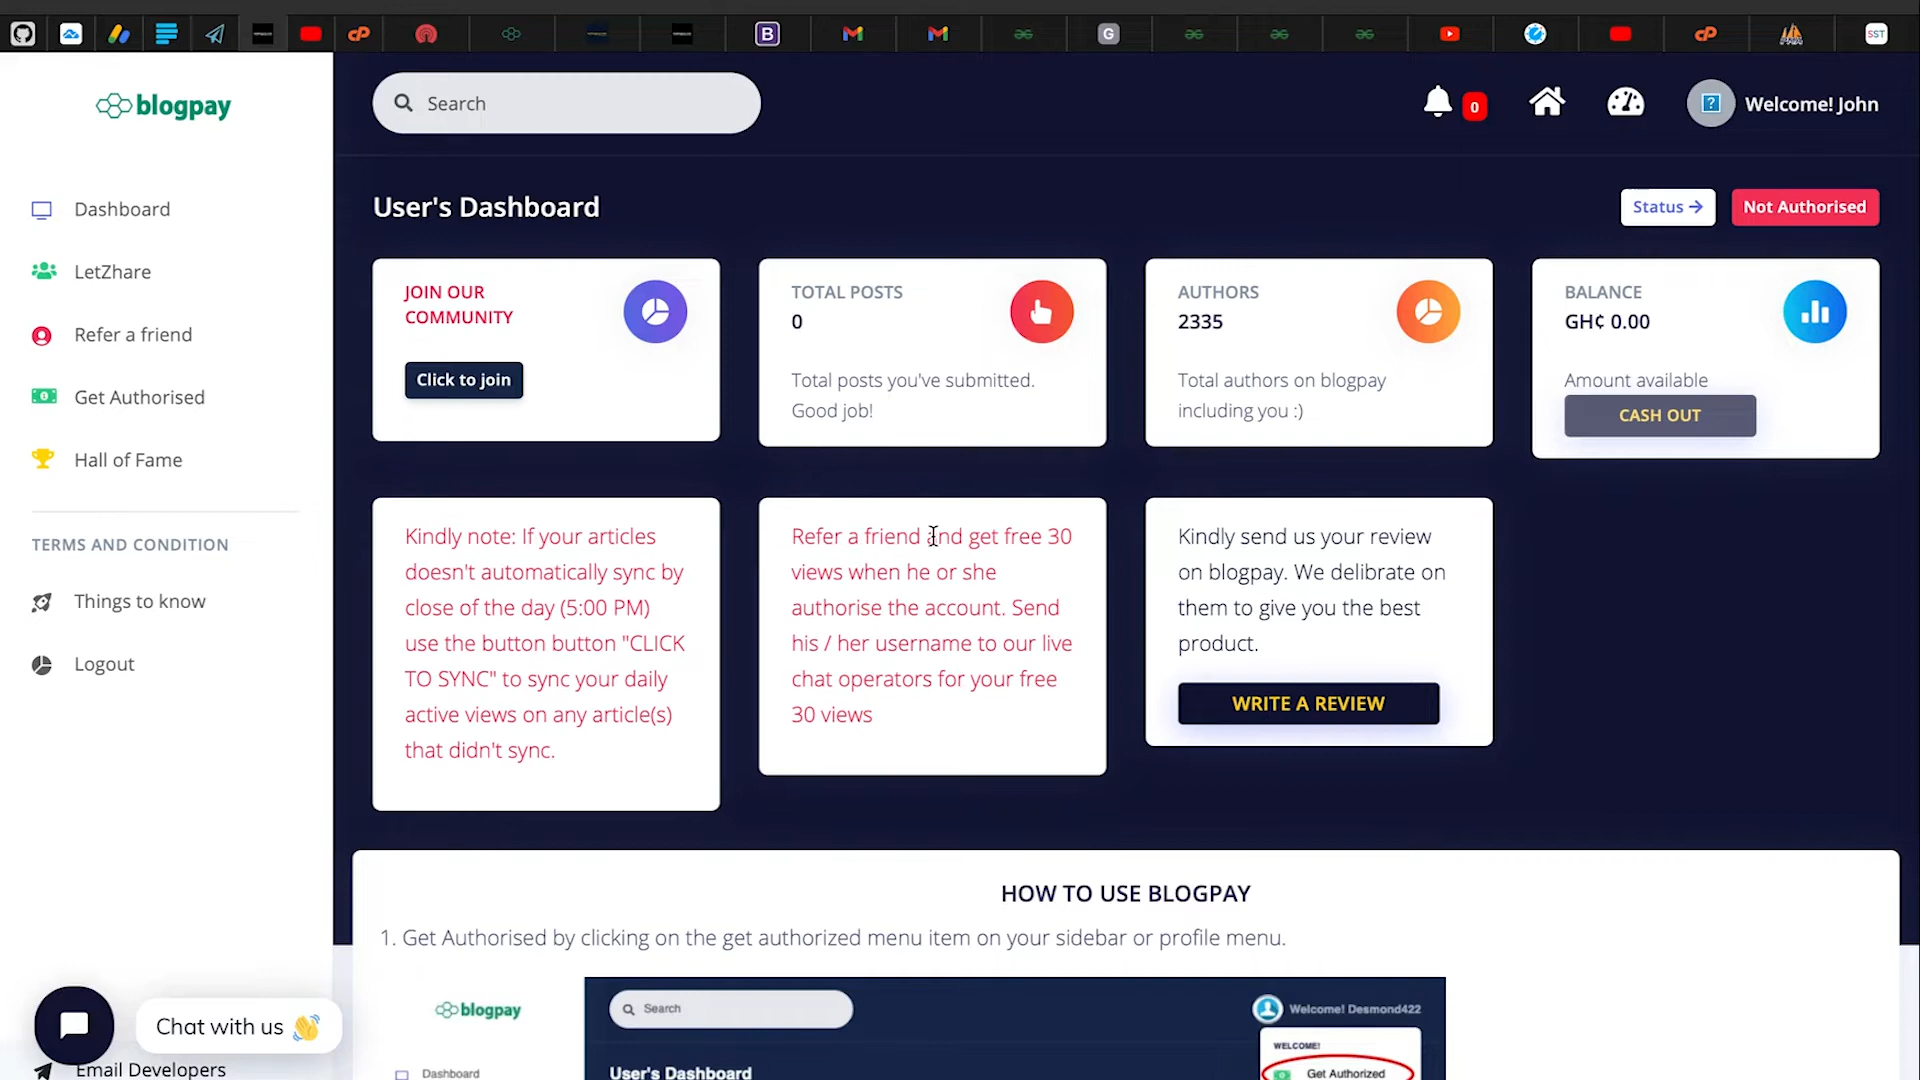 blogpay
Search
0
Welcome! John
Dashboard
LetZhare
Refer a friend
Get Authorised
Hall of Fame
TERMS AND CONDITION
Things to know
Logout
User's Dashboard
Status →
Not Authorised
JOIN OUR
COMMUNITY
Click to join
TOTAL POSTS
0
Total posts you've submitted.
Good job!
AUTHORS
2335
Total authors on blogpay
including you :)
BALANCE
GH¢ 0.00
Amount available
CASH OUT
Kindly note: If your articles
doesn't automatically sync by
close of the day (5:00 PM)
use the button button "CLICK
TO SYNC" to sync your daily
active views on any article(s)
that didn't sync.
Refer a friend and get free 30
views when he or she
authorise the account. Send
his / her username to our live
chat operators for your free
30 views
Kindly send us your review
on blogpay. We delibrate on
them to give you the best
product.
WRITE A REVIEW
HOW TO USE BLOGPAY
1. Get Authorised by clicking on the get authorized menu item on your sidebar or profile menu.
blogpay
Search
Welcome! Desmond422
WELCOME!
Get Authorized
Dashboard
User's Dashboard
Chat with us 👋
Email Developers